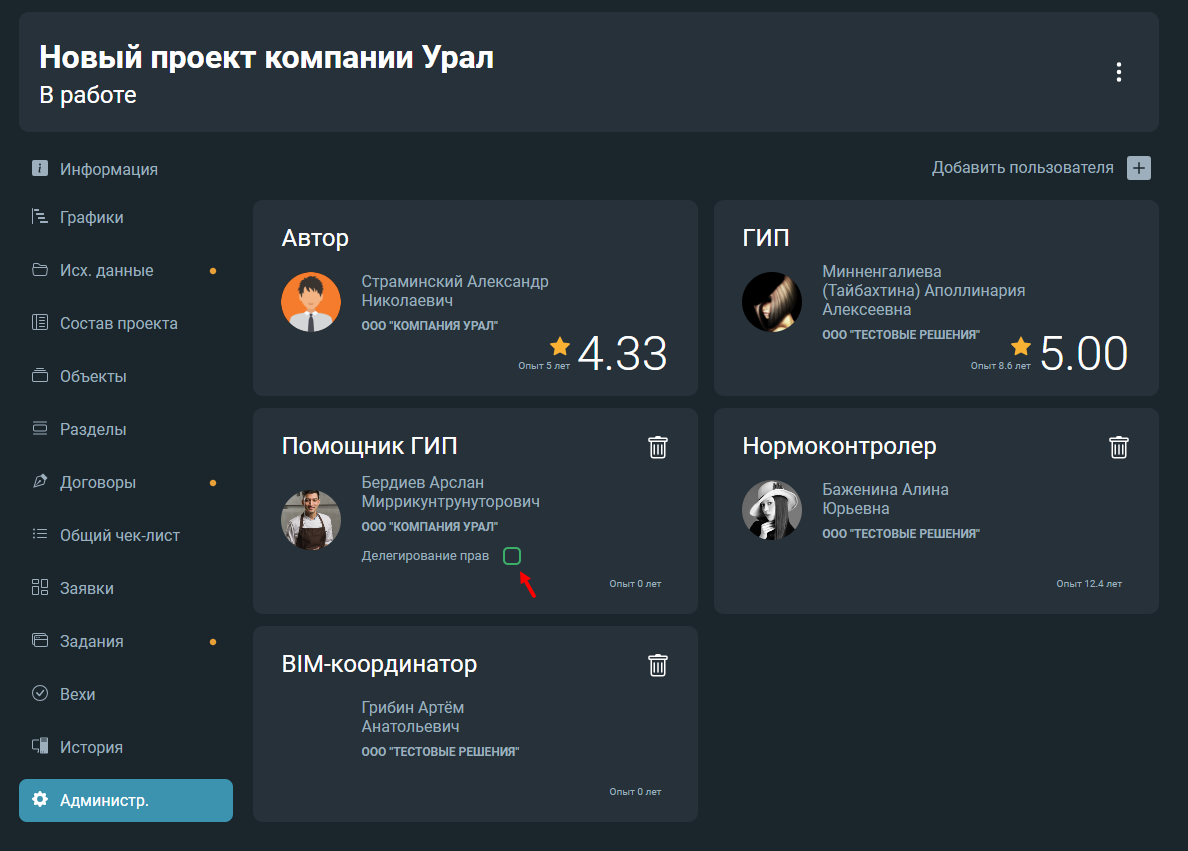 Новый проект компании Урал
В работе
Информация
Графики
Исх. данные
Состав проекта
Объекты
Разделы
Договоры
Общий чек-лист
Заявки
Задания
Вехи
История
Администр.
Добавить пользователя
Автор
Страминский Александр
Николаевич
ООО "КОМПАНИЯ УРАЛ"
Опыт 5 лет
4.33
ГИП
Минненгалиева
(Тайбахтина) Аполлинария
Алексеевна
ООО "ТЕСТОВЫЕ РЕШЕНИЯ"
Опыт 8.6 лет
5.00
Помощник ГИП
Бердиев Арслан
Миррикунтрунуторович
ООО "КОМПАНИЯ УРАЛ"
Делегирование прав
Опыт 0 лет
Нормоконтролер
Баженина Алина
Юрьевна
ООО "ТЕСТОВЫЕ РЕШЕНИЯ"
Опыт 12.4 лет
BIM-координатор
Грибин Артём
Анатольевич
ООО "ТЕСТОВЫЕ РЕШЕНИЯ"
Опыт 0 лет